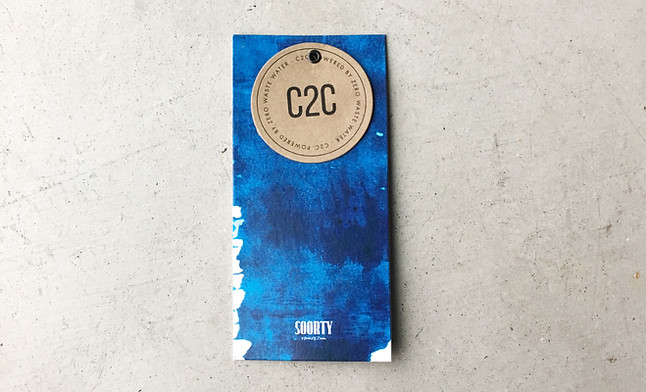 C2C · POWERED BY ZERO WASTE WATER · C2C · POWERED BY ZERO WASTE WATER ·
C2C
SOORTY